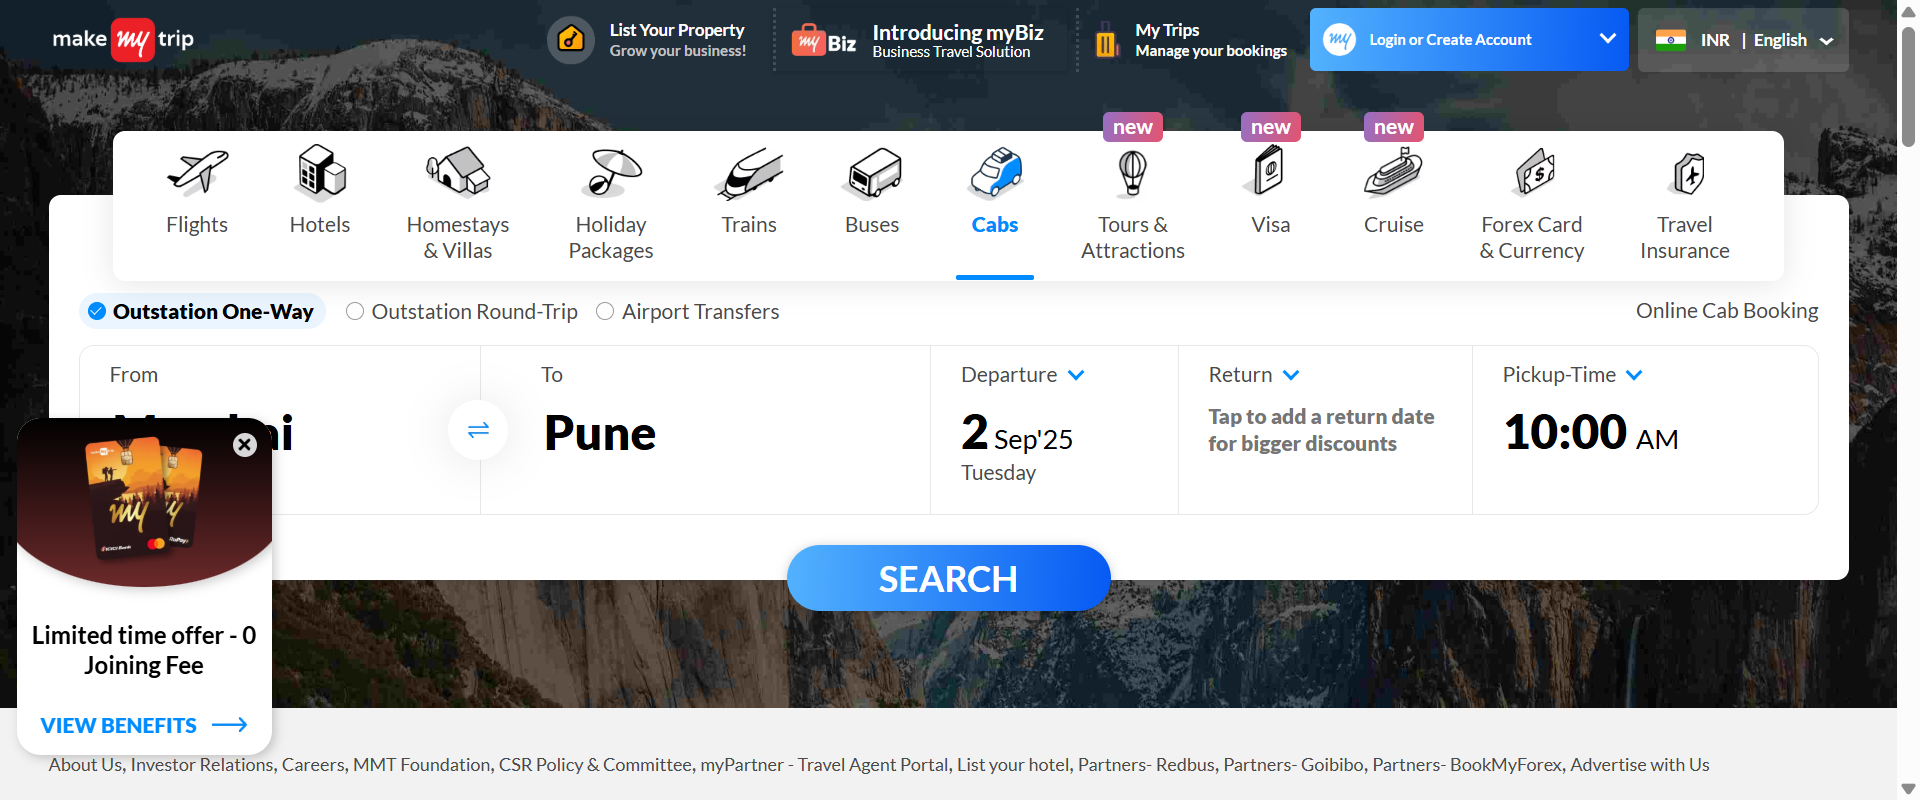 make my trip
List Your Property
Grow your business!
my Biz
Introducing myBiz
Business Travel Solution
My Trips
Manage your bookings
my
Login or Create Account
INR | English
new
new
new
Flights
Hotels
Homestays
& Villas
Holiday
Packages
Trains
Buses
Cabs
Tours &
Attractions
Visa
Cruise
Forex Card
& Currency
Travel
Insurance
Outstation One-Way
Outstation Round-Trip
Airport Transfers
Online Cab Booking
From
To
Pune
Departure
2 Sep'25
Tuesday
Return
Tap to add a return date
for bigger discounts
Pickup-Time
10:00 AM
SEARCH
my
ICICI Bank
RuPay
Limited time offer - 0
Joining Fee
VIEW BENEFITS
About Us, Investor Relations, Careers, MMT Foundation, CSR Policy & Committee, myPartner - Travel Agent Portal, List your hotel, Partners- Redbus, Partners- Goibibo, Partners- BookMyForex, Advertise with Us